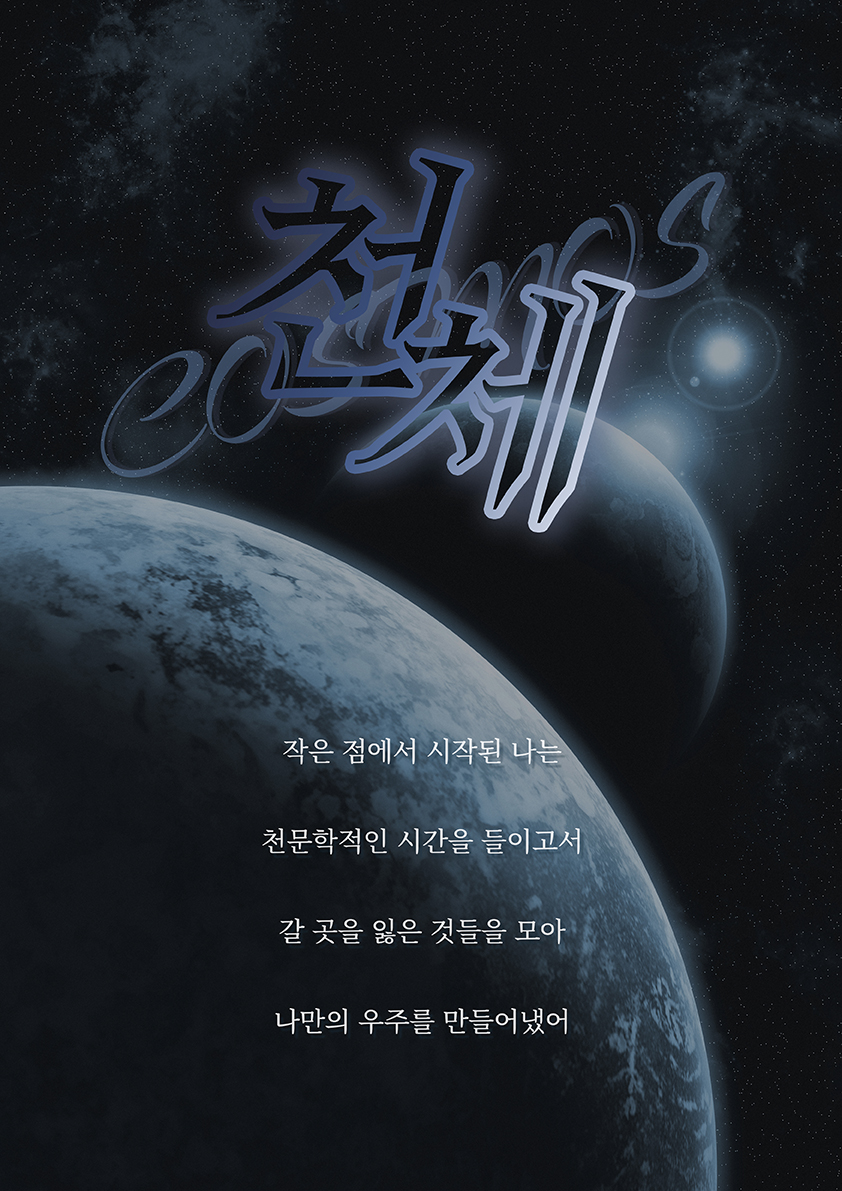 천체
cosmos
작은 점에서 시작된 나는
천문학적인 시간을 들이고서
갈 곳을 잃은 것들을 모아
나만의 우주를 만들어냈어